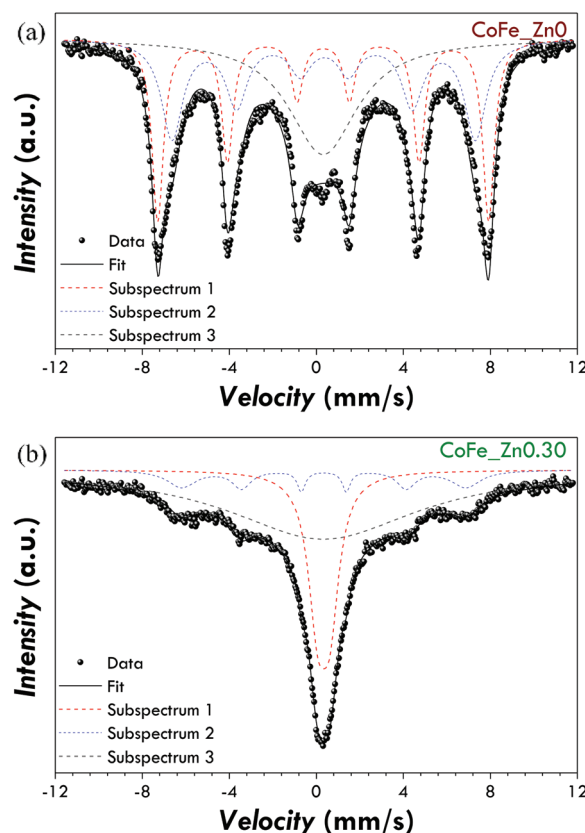 (a)
CoFe_Zn0
Intensity (a.u.)
Data
Fit
Subspectrum 1
Subspectrum 2
Subspectrum 3
-12 -8 -4 0 4 8 12
Velocity (mm/s)
(b)
CoFe_Zn0.30
Intensity (a.u.)
Data
Fit
Subspectrum 1
Subspectrum 2
Subspectrum 3
-12 -8 -4 0 4 8 12
Velocity (mm/s)